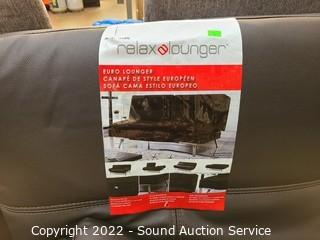 relax a lounger
EURO LOUNGER
CANAPÉ DE STYLE EUROPÉEN
SOFÁ CAMA ESTILO EUROPEO
Copyright 2022 - Sound Auction Service